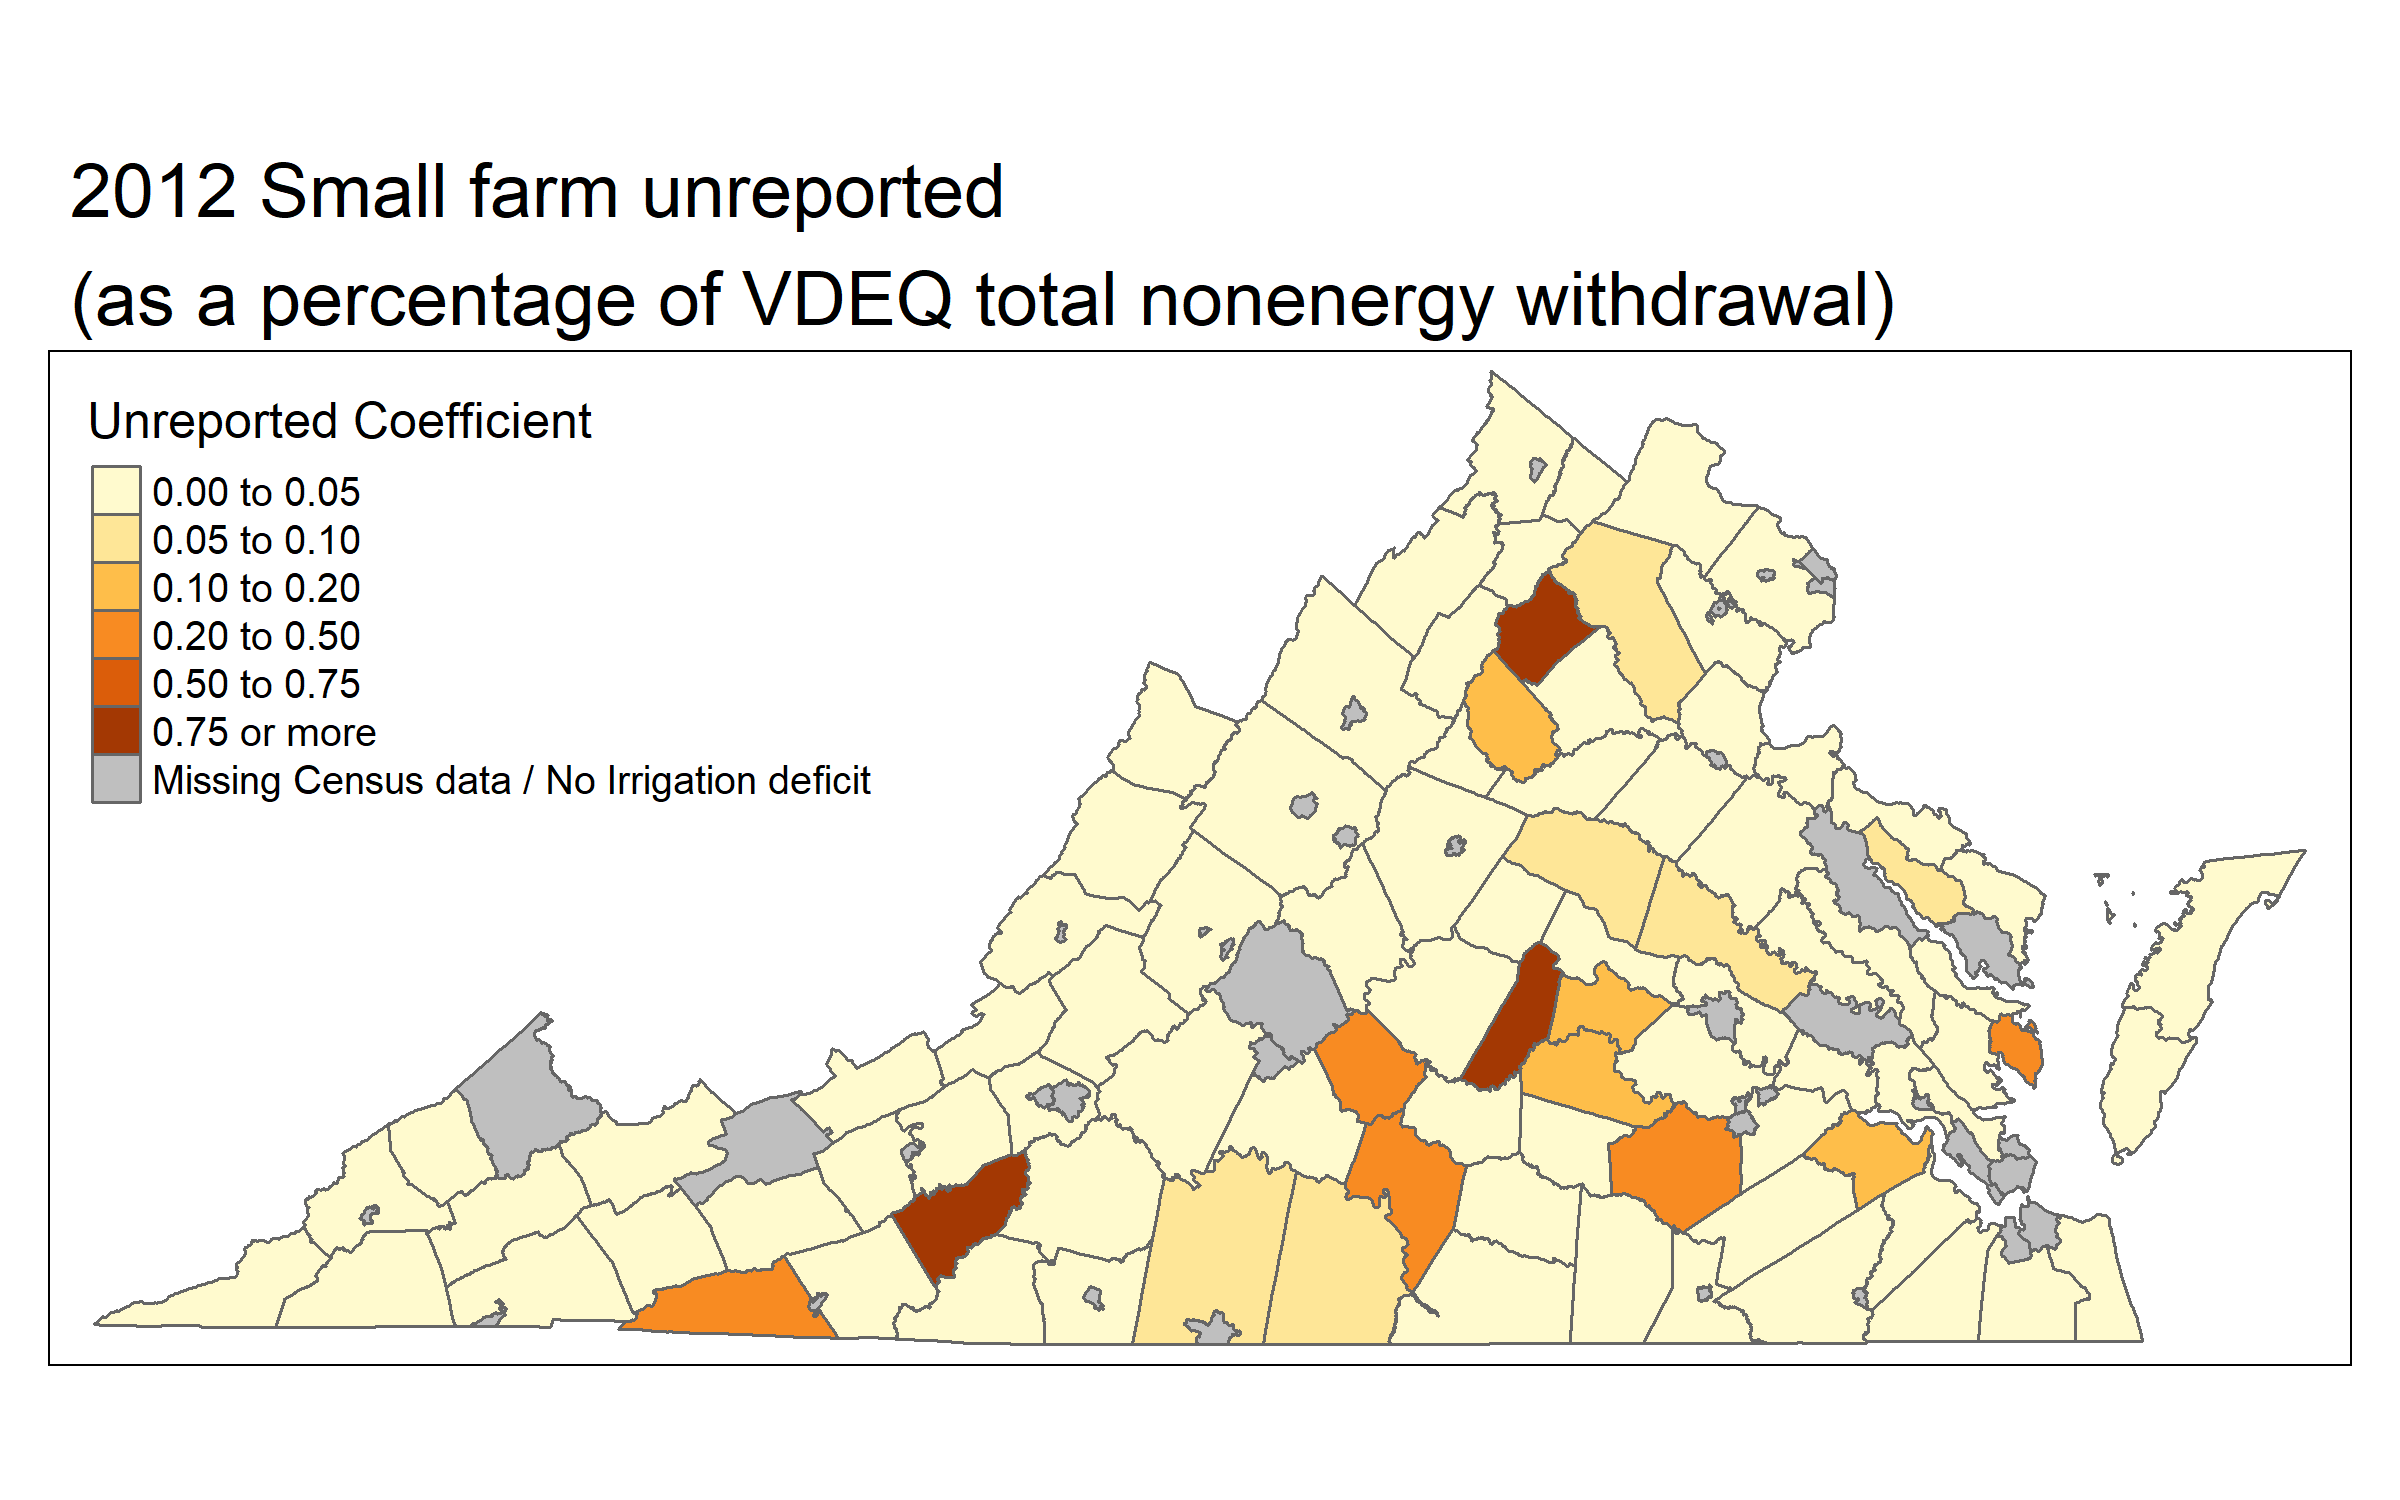 2012 Small farm unreported
(as a percentage of VDEQ total nonenergy withdrawal)
Unreported Coefficient
0.00 to 0.05
0.05 to 0.10
0.10 to 0.20
0.20 to 0.50
0.50 to 0.75
0.75 or more
Missing Census data / No Irrigation deficit